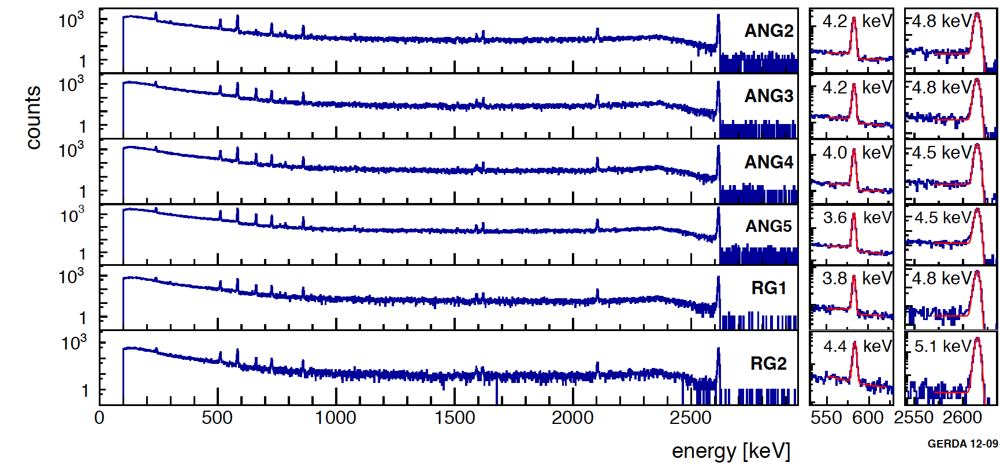 counts
10³
1
ANG2
4.2 keV
4.8 keV
10³
1
ANG3
4.2 keV
4.8 keV
10³
1
ANG4
4.0 keV
4.5 keV
10³
1
ANG5
3.6 keV
4.5 keV
10³
1
RG1
3.8 keV
4.8 keV
10³
1
RG2
4.4 keV
5.1 keV
0 500 1000 1500 2000 2500
550 600
2550 2600
energy [keV]
GERDA 12-09